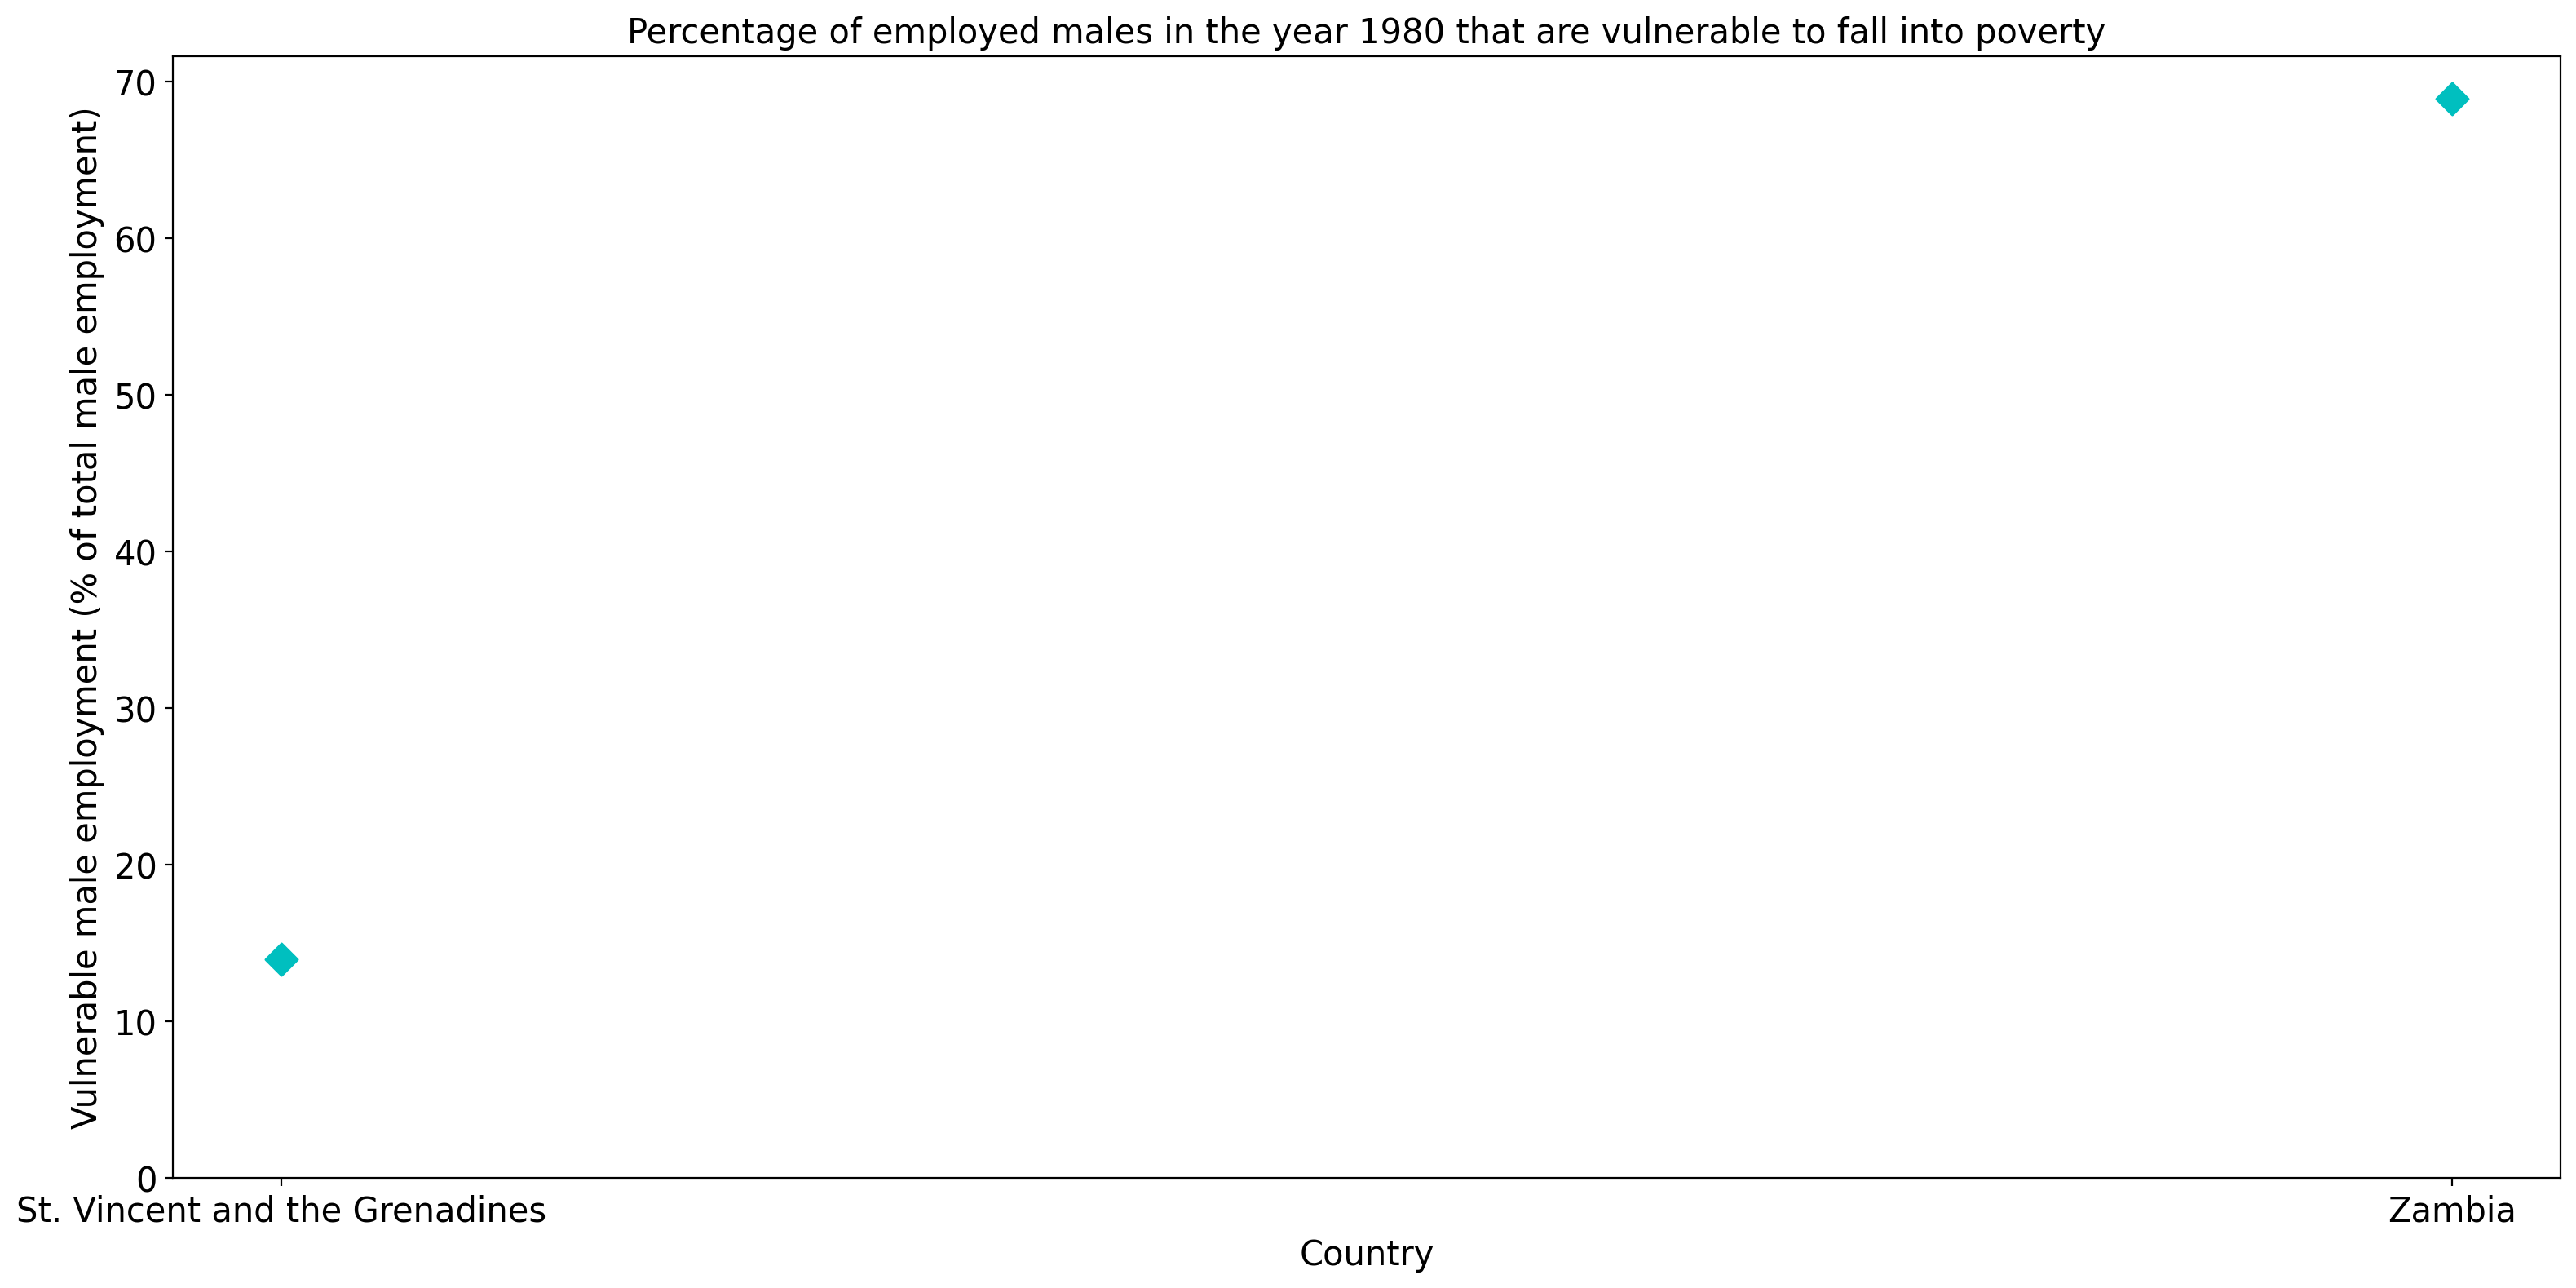 Percentage of employed males in the year 1980 that are vulnerable to fall into poverty
Vulnerable male employment (% of total male employment)
70
60
50
40
30
20
10
0
St. Vincent and the Grenadines
Zambia
Country